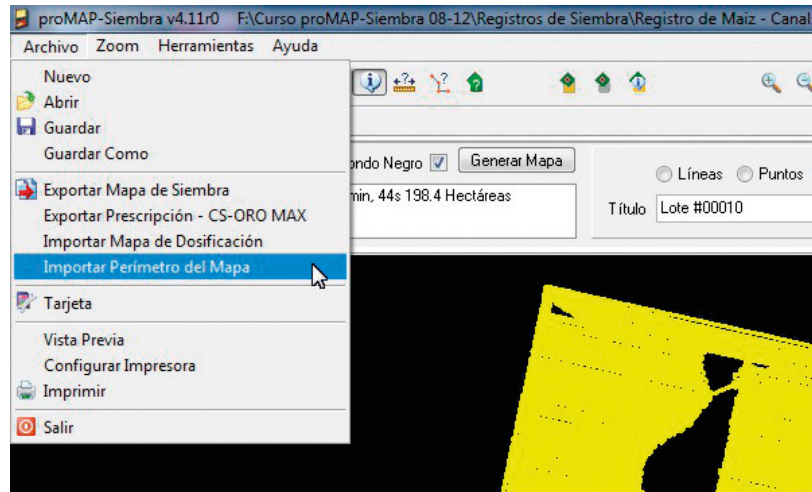 proMAP-Siembra v4.11r0 F:\Curso proMAP-Siembra 08-12\Registros de Siembra\Registro de Maiz - Canal
Archivo Zoom Herramientas Ayuda
Nuevo
Abrir
Guardar
Guardar Como
Exportar Mapa de Siembra
Exportar Prescripción - CS-ORO MAX
Importar Mapa de Dosificación
Importar Perímetro del Mapa
Tarjeta
Vista Previa
Configurar Impresora
Imprimir
Salir
ondo Negro Generar Mapa
min, 44s 198.4 Hectáreas
Líneas Puntos
Título Lote #00010